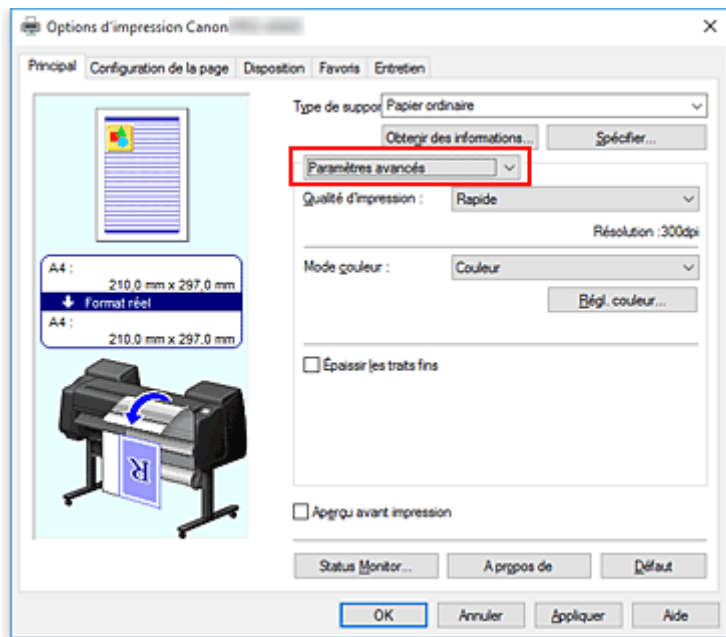 Options d'impression Canon
Principal Configuration de la page Disposition Favoris Entretien
Type de suppor Papier ordinaire
Obtenir des informations... Spécifier...
Paramètres avancés
Qualité d'impression : Rapide
Résolution :300dpi
Mode couleur : Couleur
Régl. couleur...
Épaissir les traits fins
A4 :
210,0 mm x 297,0 mm
Format réel
A4 :
210,0 mm x 297,0 mm
R
Aperçu avant impression
Status Monitor... A propos de Défaut
OK Annuler Appliquer Aide